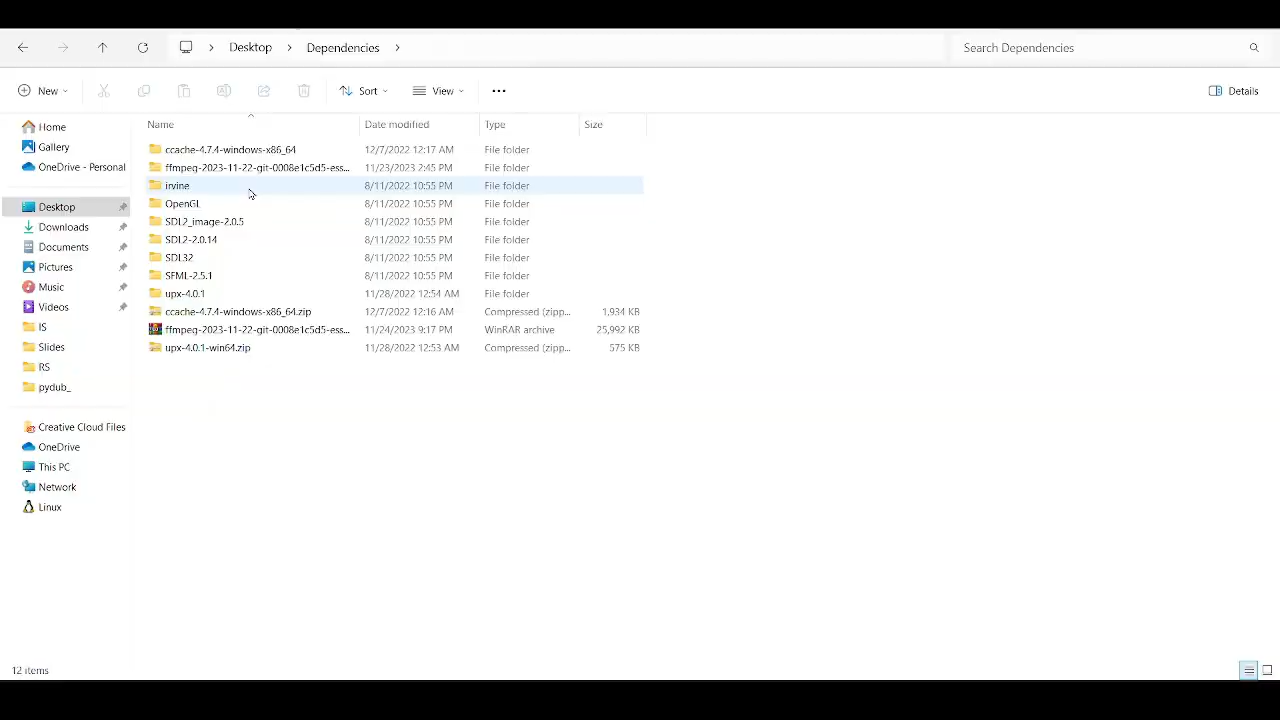 Desktop Dependencies Search Dependencies
New Sort View Details
Name Date modified Type Size
Home
Gallery
OneDrive - Personal
Desktop
Downloads
Documents
Pictures
Music
Videos
IS
Slides
RS
pydub_
Creative Cloud Files
OneDrive
This PC
Network
Linux
ccache-4.7.4-windows-x86_64 12/7/2022 12:17 AM File folder
ffmpeg-2023-11-22-git-0008e1c5d5-ess... 11/23/2023 2:45 PM File folder
irvine 8/11/2022 10:55 PM File folder
OpenGL 8/11/2022 10:55 PM File folder
SDL2_image-2.0.5 8/11/2022 10:55 PM File folder
SDL2-2.0.14 8/11/2022 10:55 PM File folder
SDL32 8/11/2022 10:55 PM File folder
SFML-2.5.1 8/11/2022 10:55 PM File folder
upx-4.0.1 11/28/2022 12:54 AM File folder
ccache-4.7.4-windows-x86_64.zip 12/7/2022 12:16 AM Compressed (zipp... 1,934 KB
ffmpeg-2023-11-22-git-0008e1c5d5-ess... 11/24/2023 9:17 PM WinRAR archive 25,992 KB
upx-4.0.1-win64.zip 11/28/2022 12:53 AM Compressed (zipp... 575 KB
12 items